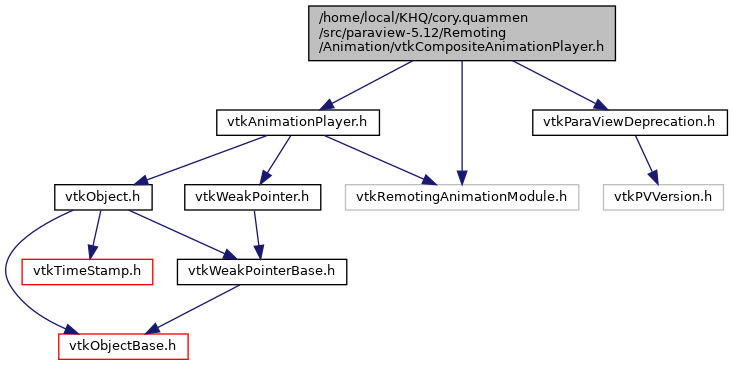 /home/local/KHQ/cory.quammen
/src/paraview-5.12/Remoting
/Animation/vtkCompositeAnimationPlayer.h
vtkAnimationPlayer.h
vtkParaViewDeprecation.h
vtkObject.h
vtkWeakPointer.h
vtkRemotingAnimationModule.h
vtkPVVersion.h
vtkTimeStamp.h
vtkWeakPointerBase.h
vtkObjectBase.h